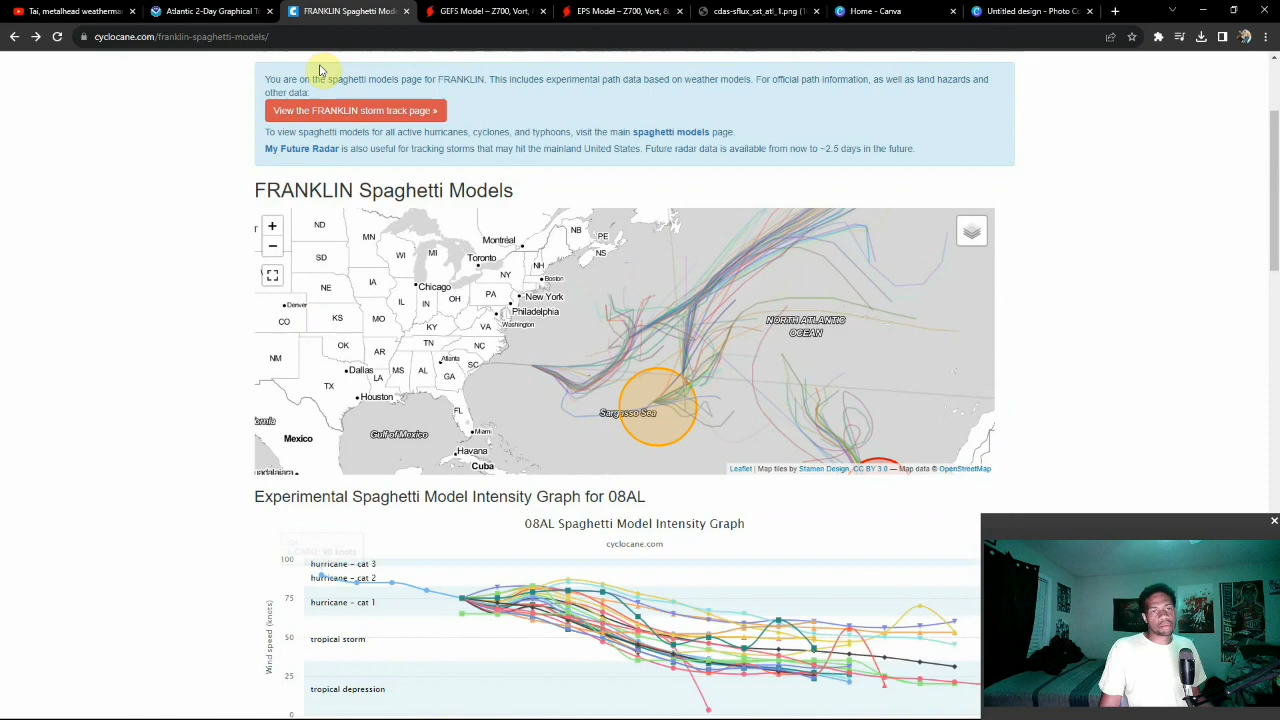 Tai, metalhead weatherman
Atlantic 2-Day Graphical Tr
FRANKLIN Spaghetti Mode
GEFS Model – Z700, Vort, &
EPS Model – Z700, Vort, &
cdas-sflux_sst_atl_1.png (1
Home - Canva
Untitled design - Photo C
cyclocane.com/franklin-spaghetti-models/
You are on the spaghetti models page for FRANKLIN. This includes experimental path data based on weather models. For official path information, as well as land hazards and
other data:
View the FRANKLIN storm track page »
To view spaghetti models for all active hurricanes, cyclones, and typhoons, visit the main spaghetti models page.
My Future Radar is also useful for tracking storms that may hit the mainland United States. Future radar data is available from now to ~2.5 days in the future.
FRANKLIN Spaghetti Models
+
−
ND
MN
SD
WI
MI
Montréal
NB
PE
NS
Toronto
NH
Boston
NE
IA
Chicago
NY
New York
Philadelphia
Washington
Denver
CO
IL
IN
OH
PA
KS
MO
KY
VA
NM
OK
AR
TN
NC
Atlanta
SC
TX
Dallas
LA
MS
AL
GA
Houston
FL
Miami
Mexico
Gulf of Mexico
Havana
Cuba
Sargasso Sea
NORTH ATLANTIC
OCEAN
Leaflet | Map tiles by Stamen Design, CC BY 3.0 — Map data © OpenStreetMap
Experimental Spaghetti Model Intensity Graph for 08AL
08AL Spaghetti Model Intensity Graph
cyclocane.com
CARQ: 90 knots
Wind speed (knots)
100
75
50
25
0
hurricane - cat 3
hurricane - cat 2
hurricane - cat 1
tropical storm
tropical depression